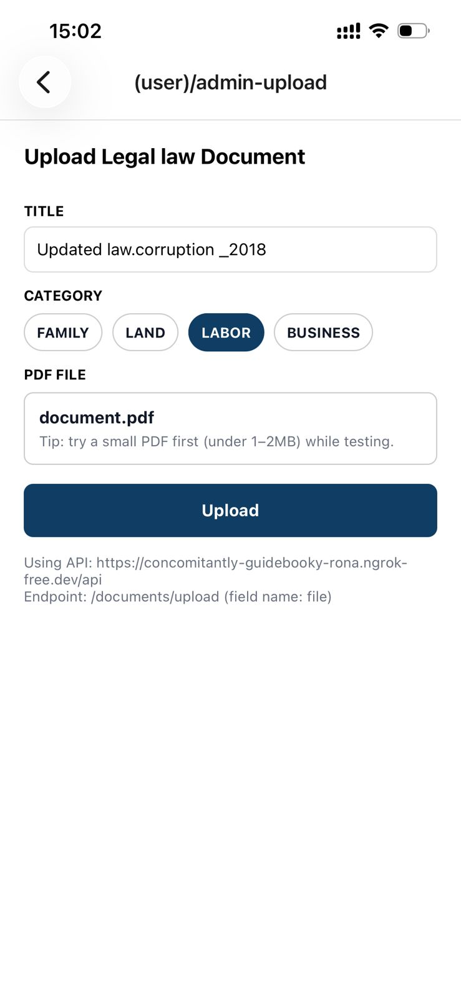 15:02
(user)/admin-upload
Upload Legal law Document
TITLE
Updated law.corruption _2018
CATEGORY
FAMILY LAND LABOR BUSINESS
PDF FILE
document.pdf
Tip: try a small PDF first (under 1–2MB) while testing.
Upload
Using API: https://concomitantly-guidebooky-rona.ngrok-
free.dev/api
Endpoint: /documents/upload (field name: file)